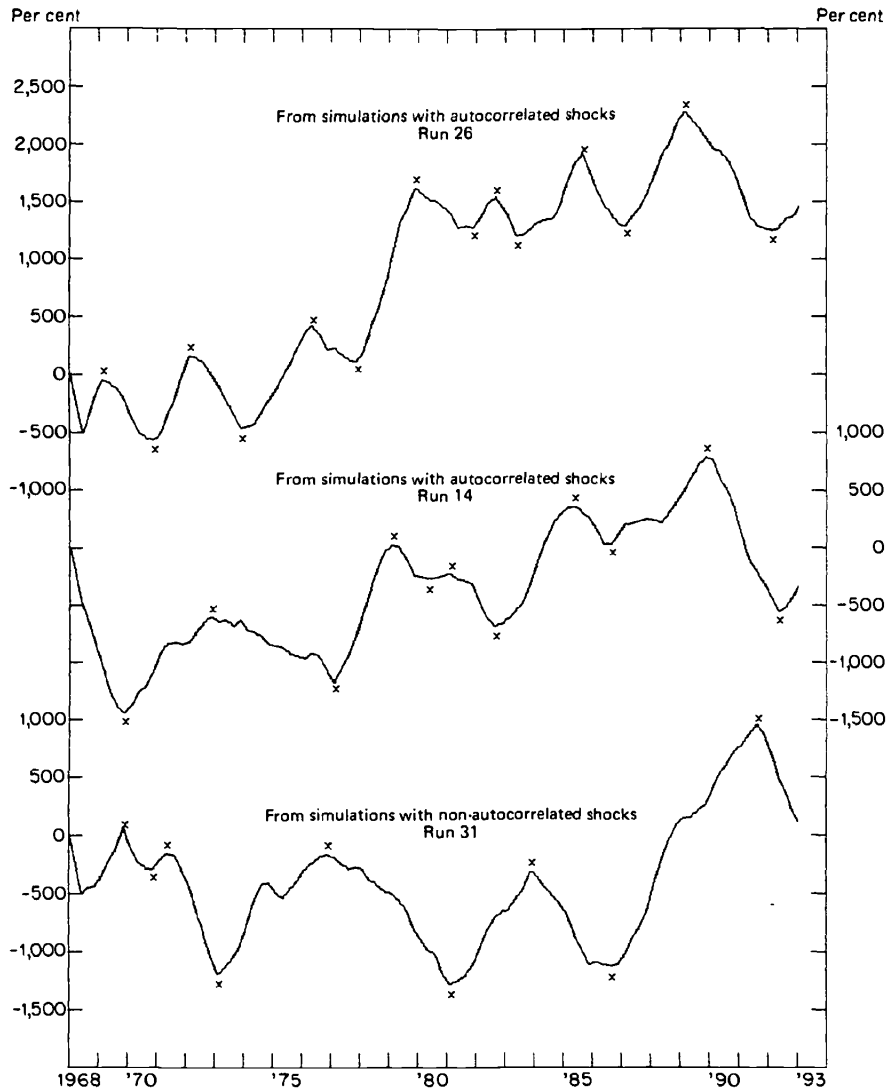 Per cent Per cent
2,500
From simulations with autocorrelated shocks
Run 26
2,000
1,500
1,000
500
0
-500 1,000
-1,000
From simulations with autocorrelated shocks
Run 14
500
0
-500
-1,000
1,000 -1,500
500
From simulations with non-autocorrelated shocks
0
Run 31
-500
-1,000
-1,500
1968 '70 '75 '80 '85 '90 '93